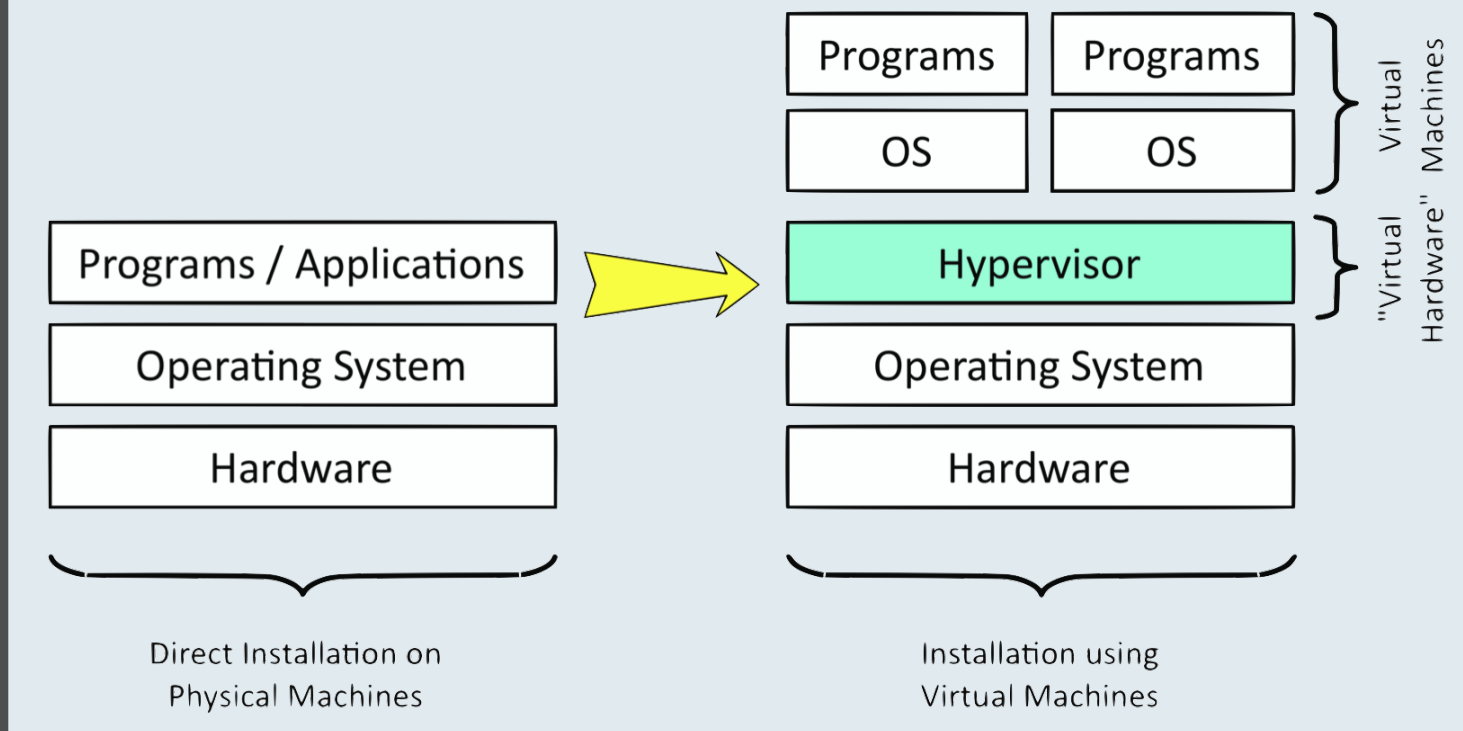 Programs
Programs
OS
OS
Virtual
Machines
Programs / Applications
Hypervisor
"Virtual
Hardware"
Operating System
Operating System
Hardware
Hardware
Direct Installation on
Physical Machines
Installation using
Virtual Machines